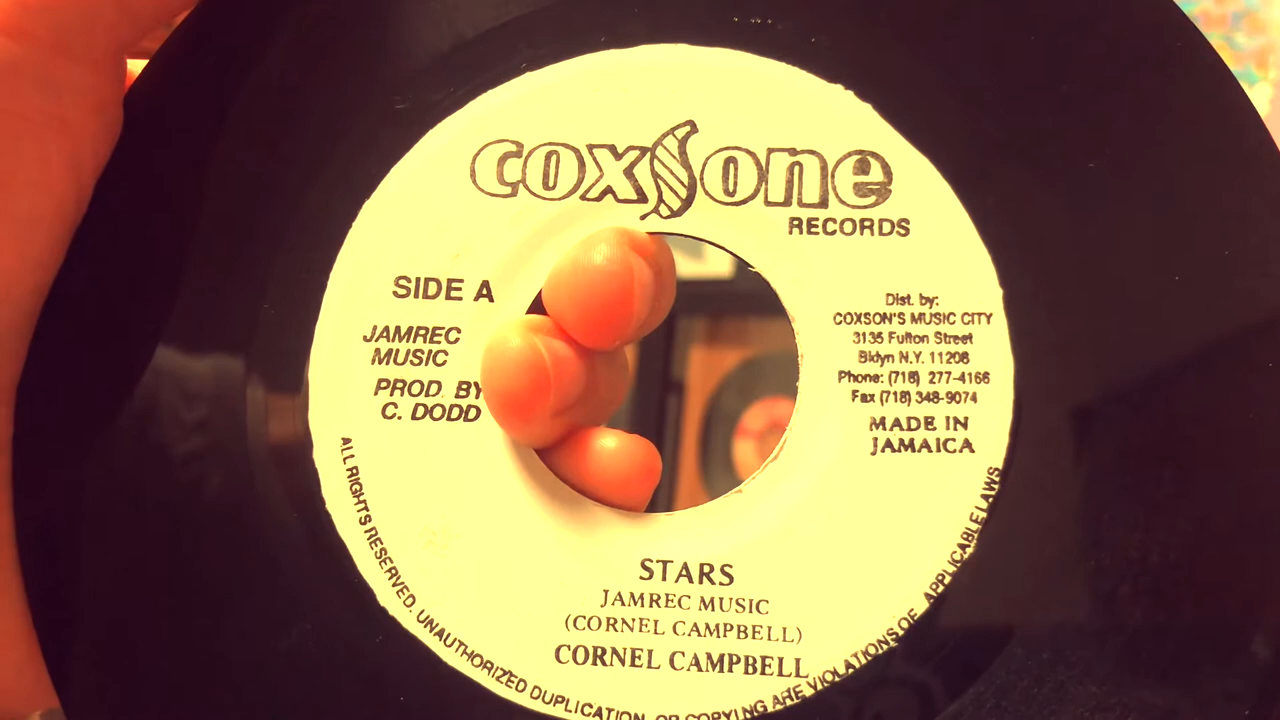 coxsone
RECORDS
SIDE A
JAMREC
MUSIC
PROD. BY
C. DODD
Dist. by:
COXSON'S MUSIC CITY
3135 Fulton Street
Bklyn N.Y. 11208
Phone: (718) 277-4166
Fax (718) 348-9074
MADE IN
JAMAICA
STARS
JAMREC MUSIC
(CORNEL CAMPBELL)
CORNEL CAMPBELL
ALL RIGHTS RESERVED. UNAUTHORIZED DUPLICATION, OR COPYING ARE VIOLATIONS OF APPLICABLE LAWS